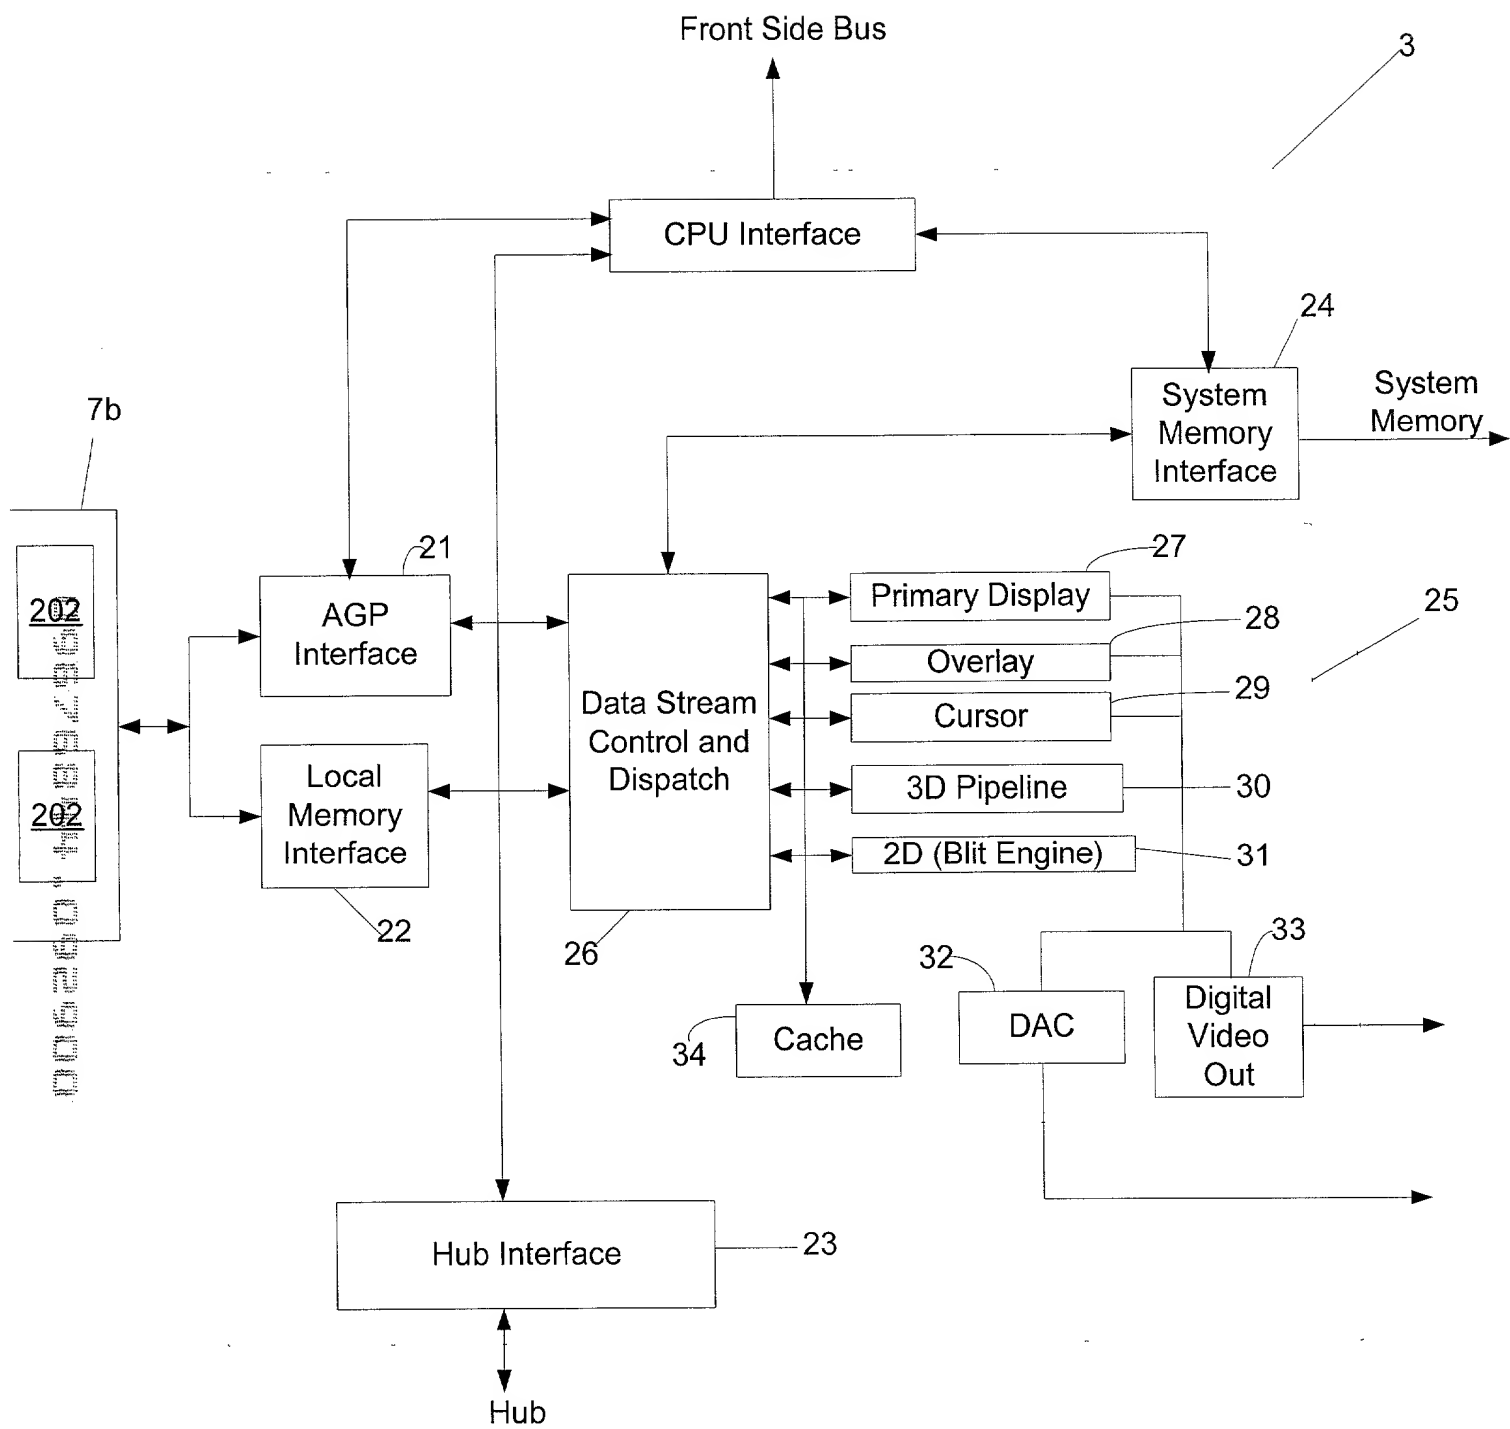 Front Side Bus
3
CPU Interface
24
System
Memory
Interface
System
Memory
7b
21
AGP
Interface
202
202
Local
Memory
Interface
22
Data Stream
Control and
Dispatch
26
27
Primary Display
28
Overlay
25
29
Cursor
3D Pipeline
30
2D (Blit Engine)
31
32
33
DAC
Digital
Video
Out
34
Cache
Hub Interface
23
Hub